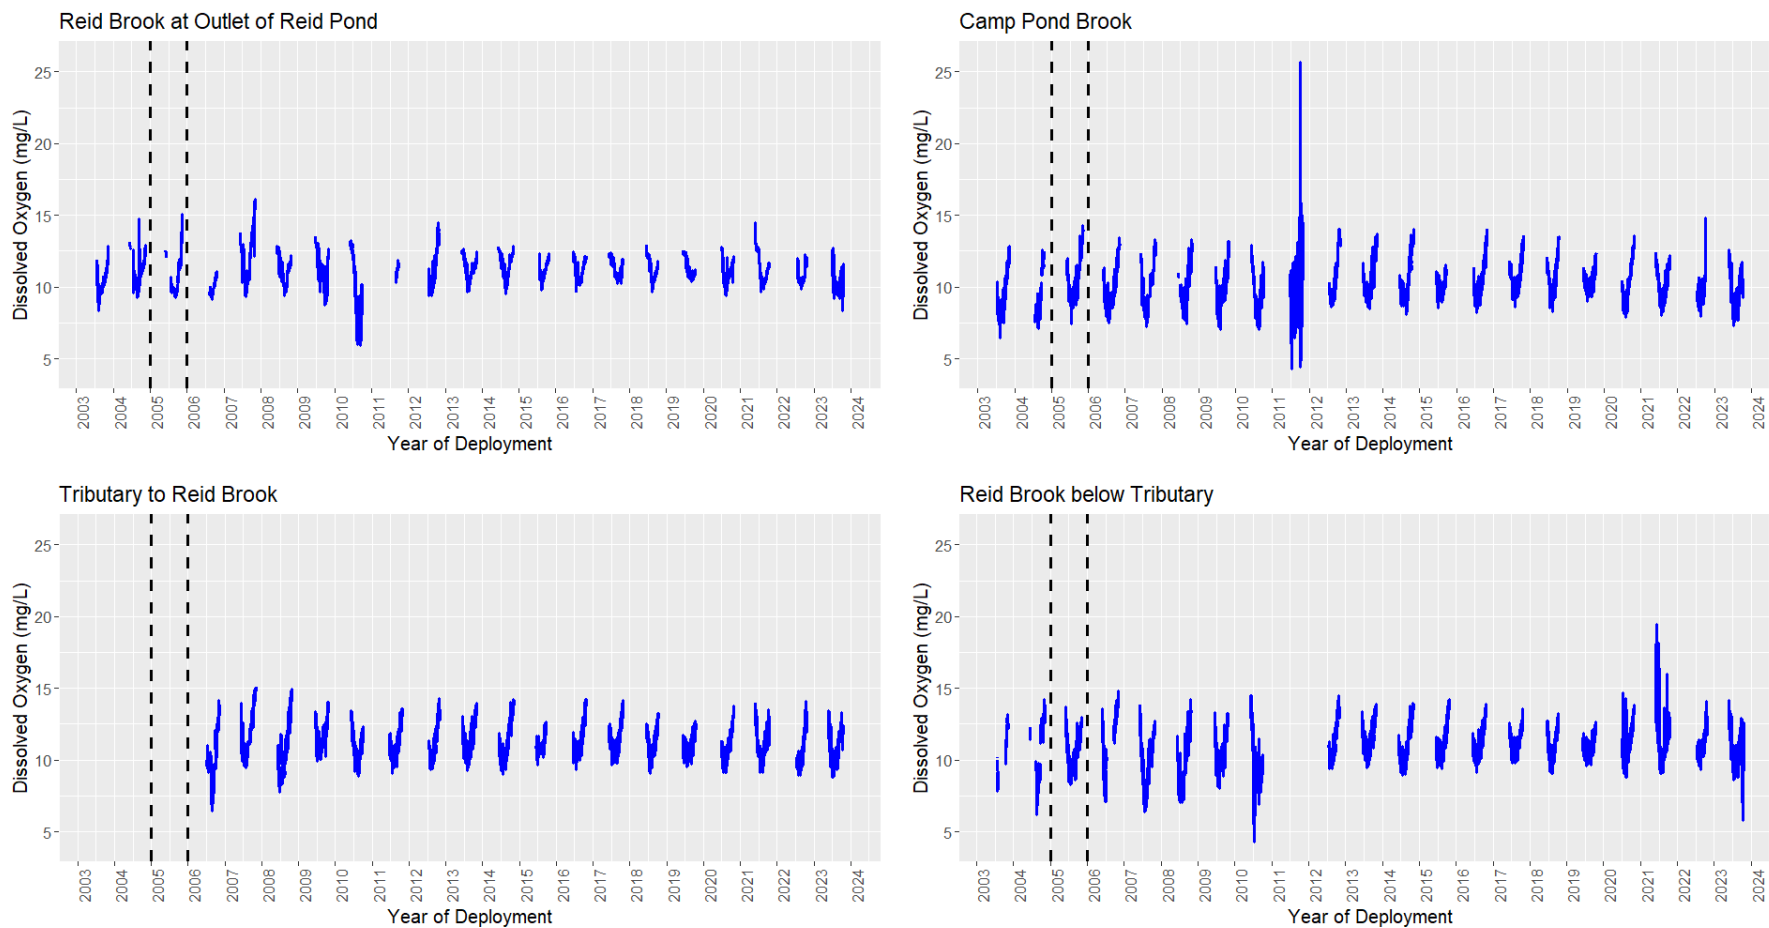 Reid Brook at Outlet of Reid Pond
Dissolved Oxygen (mg/L)
25
20
15
10
5
2003 2004 2005 2006 2007 2008 2009 2010 2011 2012 2013 2014 2015 2016 2017 2018 2019 2020 2021 2022 2023 2024
Year of Deployment
Camp Pond Brook
Dissolved Oxygen (mg/L)
25
20
15
10
5
2003 2004 2005 2006 2007 2008 2009 2010 2011 2012 2013 2014 2015 2016 2017 2018 2019 2020 2021 2022 2023 2024
Year of Deployment
Tributary to Reid Brook
Dissolved Oxygen (mg/L)
25
20
15
10
5
2003 2004 2005 2006 2007 2008 2009 2010 2011 2012 2013 2014 2015 2016 2017 2018 2019 2020 2021 2022 2023 2024
Year of Deployment
Reid Brook below Tributary
Dissolved Oxygen (mg/L)
25
20
15
10
5
2003 2004 2005 2006 2007 2008 2009 2010 2011 2012 2013 2014 2015 2016 2017 2018 2019 2020 2021 2022 2023 2024
Year of Deployment